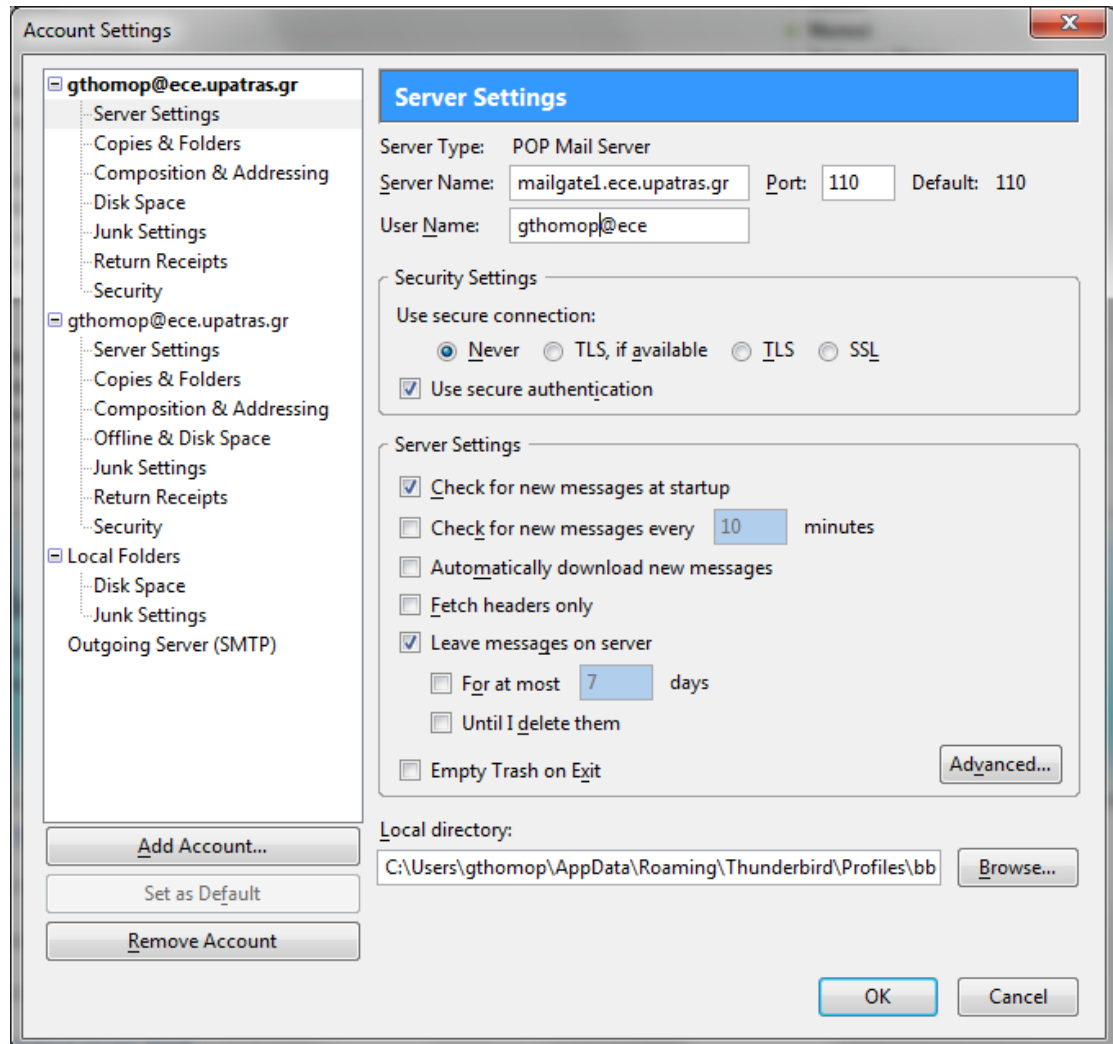 Account Settings
gthomop@ece.upatras.gr
Server Settings
Copies & Folders
Composition & Addressing
Disk Space
Junk Settings
Return Receipts
Security
gthomop@ece.upatras.gr
Server Settings
Copies & Folders
Composition & Addressing
Offline & Disk Space
Junk Settings
Return Receipts
Security
Local Folders
Disk Space
Junk Settings
Outgoing Server (SMTP)
Add Account...
Set as Default
Remove Account
Server Settings
Server Type: POP Mail Server
Server Name: mailgate1.ece.upatras.gr Port: 110 Default: 110
User Name: gthomop@ece
Security Settings
Use secure connection:
Never TLS, if available TLS SSL
Use secure authentication
Server Settings
Check for new messages at startup
Check for new messages every 10 minutes
Automatically download new messages
Fetch headers only
Leave messages on server
For at most 7 days
Until I delete them
Empty Trash on Exit Advanced...
Local directory:
C:\Users\gthomop\AppData\Roaming\Thunderbird\Profiles\bb Browse...
OK Cancel